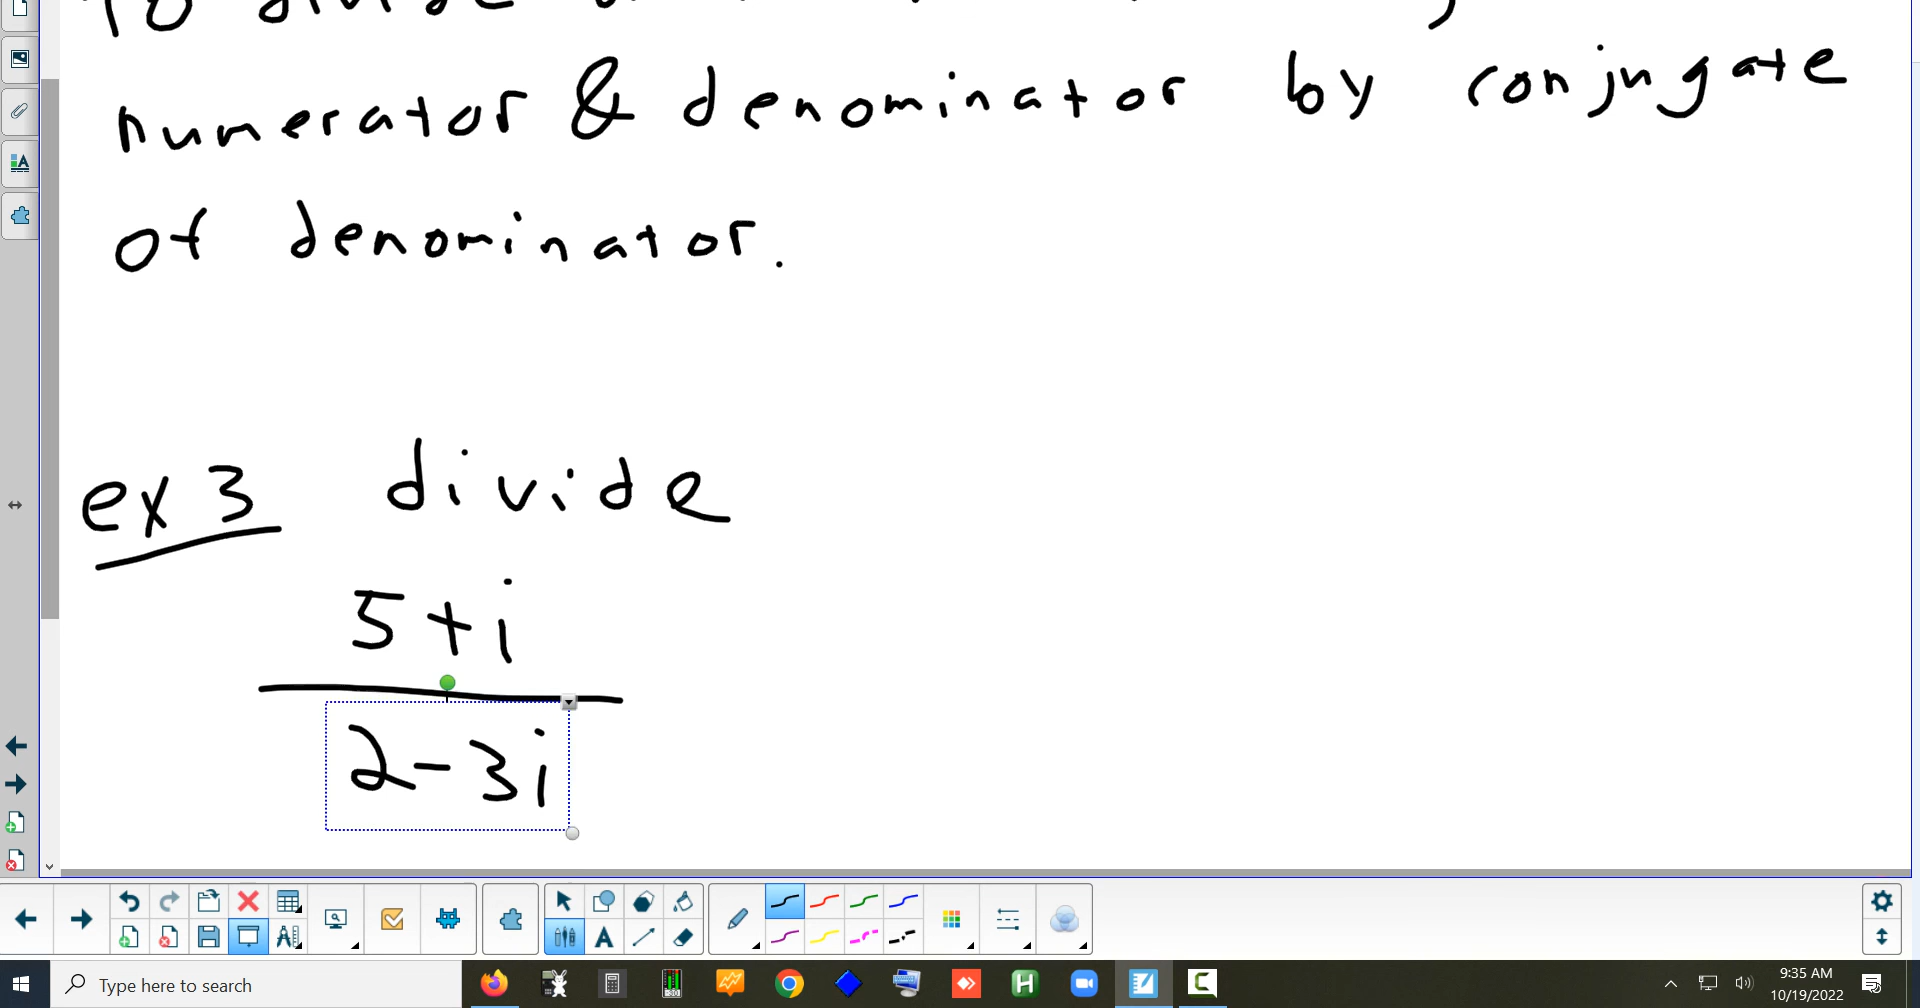 numerator & denominator by conjugate
of denominator.
ex 3 divide
5+i
2-3i
Type here to search
9:35 AM
10/19/2022